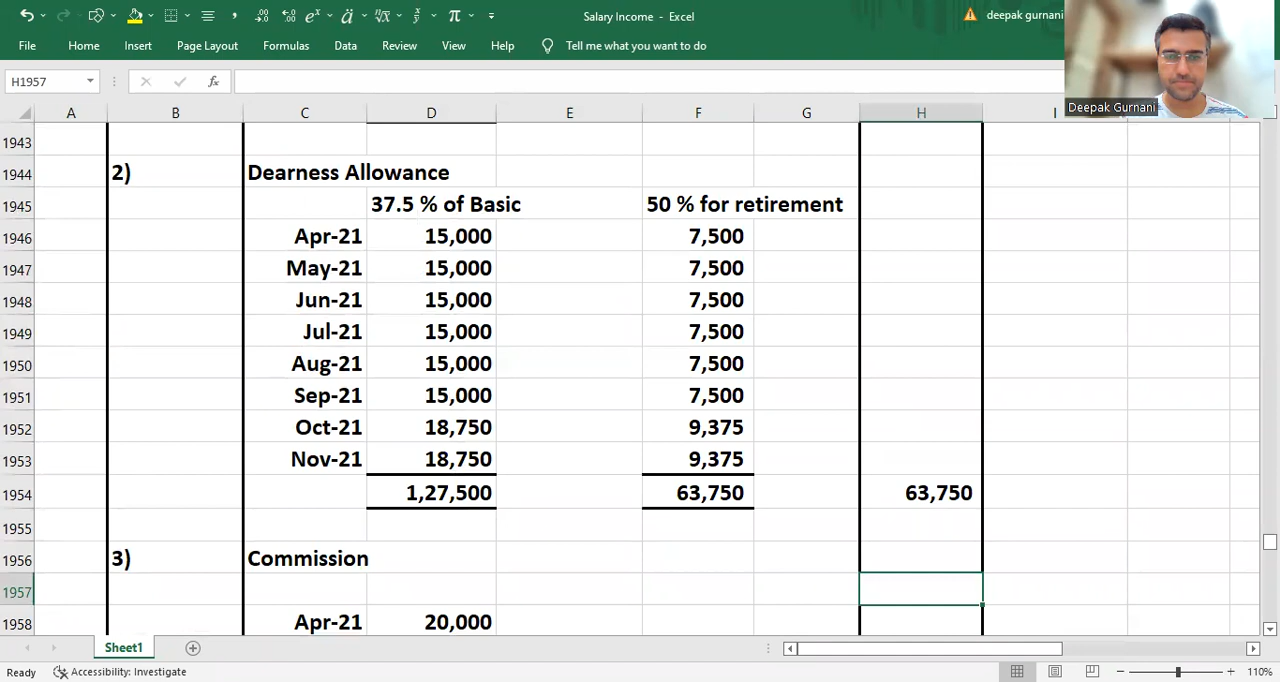 Salary Income - Excel
deepak gurnani
File Home Insert Page Layout Formulas Data Review View Help Tell me what you want to do
H1957 fx
Deepak Gurnani
A B C D E F G H I
1943
1944 2) Dearness Allowance
1945 37.5 % of Basic 50 % for retirement
1946 Apr-21 15,000 7,500
1947 May-21 15,000 7,500
1948 Jun-21 15,000 7,500
1949 Jul-21 15,000 7,500
1950 Aug-21 15,000 7,500
1951 Sep-21 15,000 7,500
1952 Oct-21 18,750 9,375
1953 Nov-21 18,750 9,375
1954 1,27,500 63,750 63,750
1955
1956 3) Commission
1957
1958 Apr-21 20,000
Sheet1
Ready Accessibility: Investigate 110%